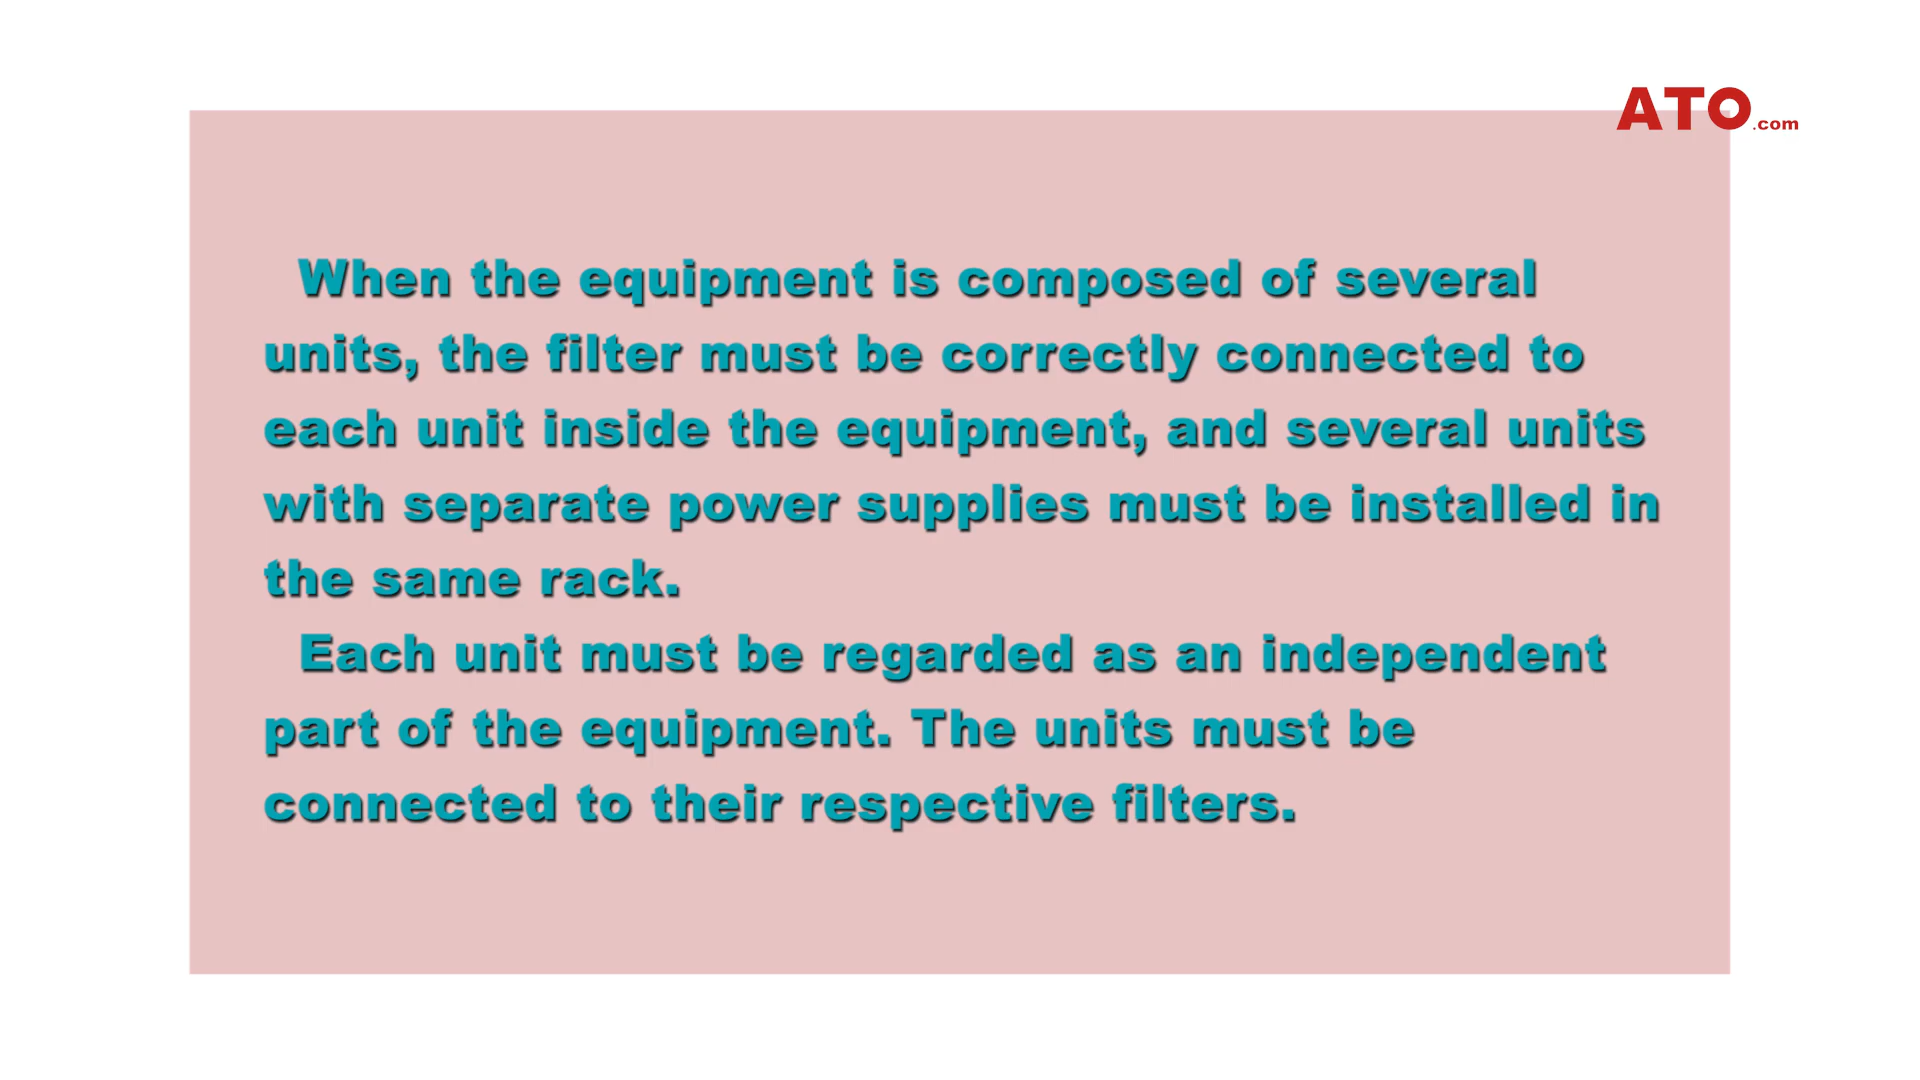 ATO.com
When the equipment is composed of several
units, the filter must be correctly connected to
each unit inside the equipment, and several units
with separate power supplies must be installed in
the same rack.
Each unit must be regarded as an independent
part of the equipment. The units must be
connected to their respective filters.